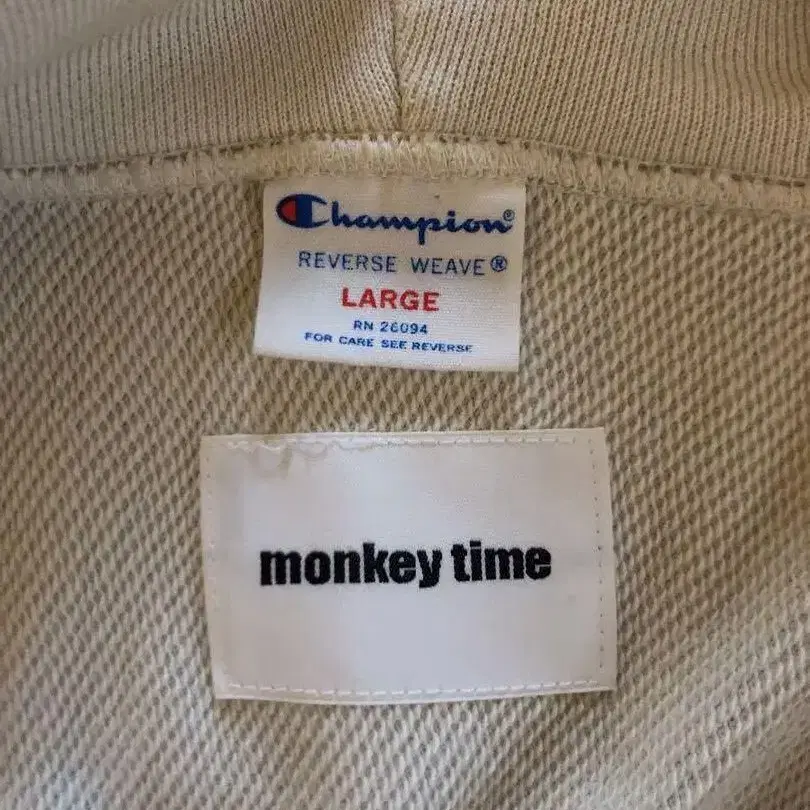 Champion®
REVERSE WEAVE®
LARGE
RN 26094
FOR CARE SEE REVERSE
monkey time